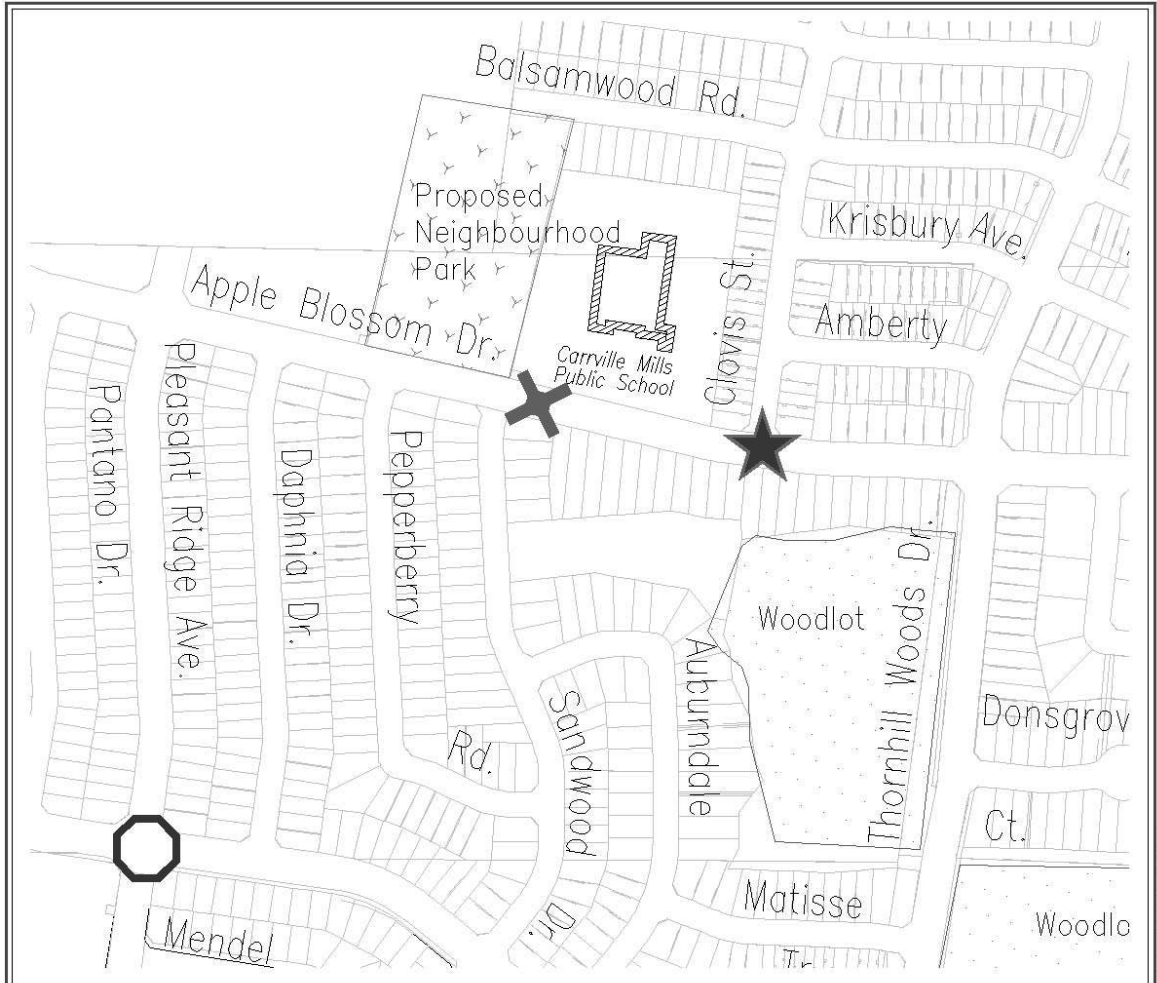 Balsamwood Rd.
Proposed
Neighbourhood
Park
Krisbury Ave.
Apple Blossom Dr.
Clovis St.
Amberty
Carrville Mills
Public School
Pantano Dr.
Pleasant Ridge Ave.
Daphnia Dr.
Pepperberry
Rd.
Woodlot
Thornhill Woods Dr.
Auburndale
Sandwood
Dr.
Donsgrov
Ct.
Matisse
Tr.
Woodlo
Mendel